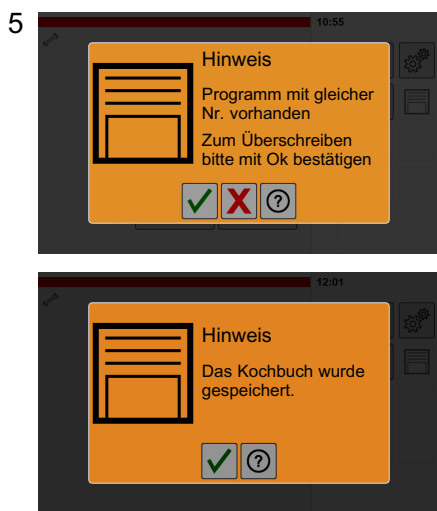 5
10:55
Hinweis
Programm mit gleicher
Nr. vorhanden
Zum Überschreiben
bitte mit Ok bestätigen
?
12:01
Hinweis
Das Kochbuch wurde
gespeichert.
?